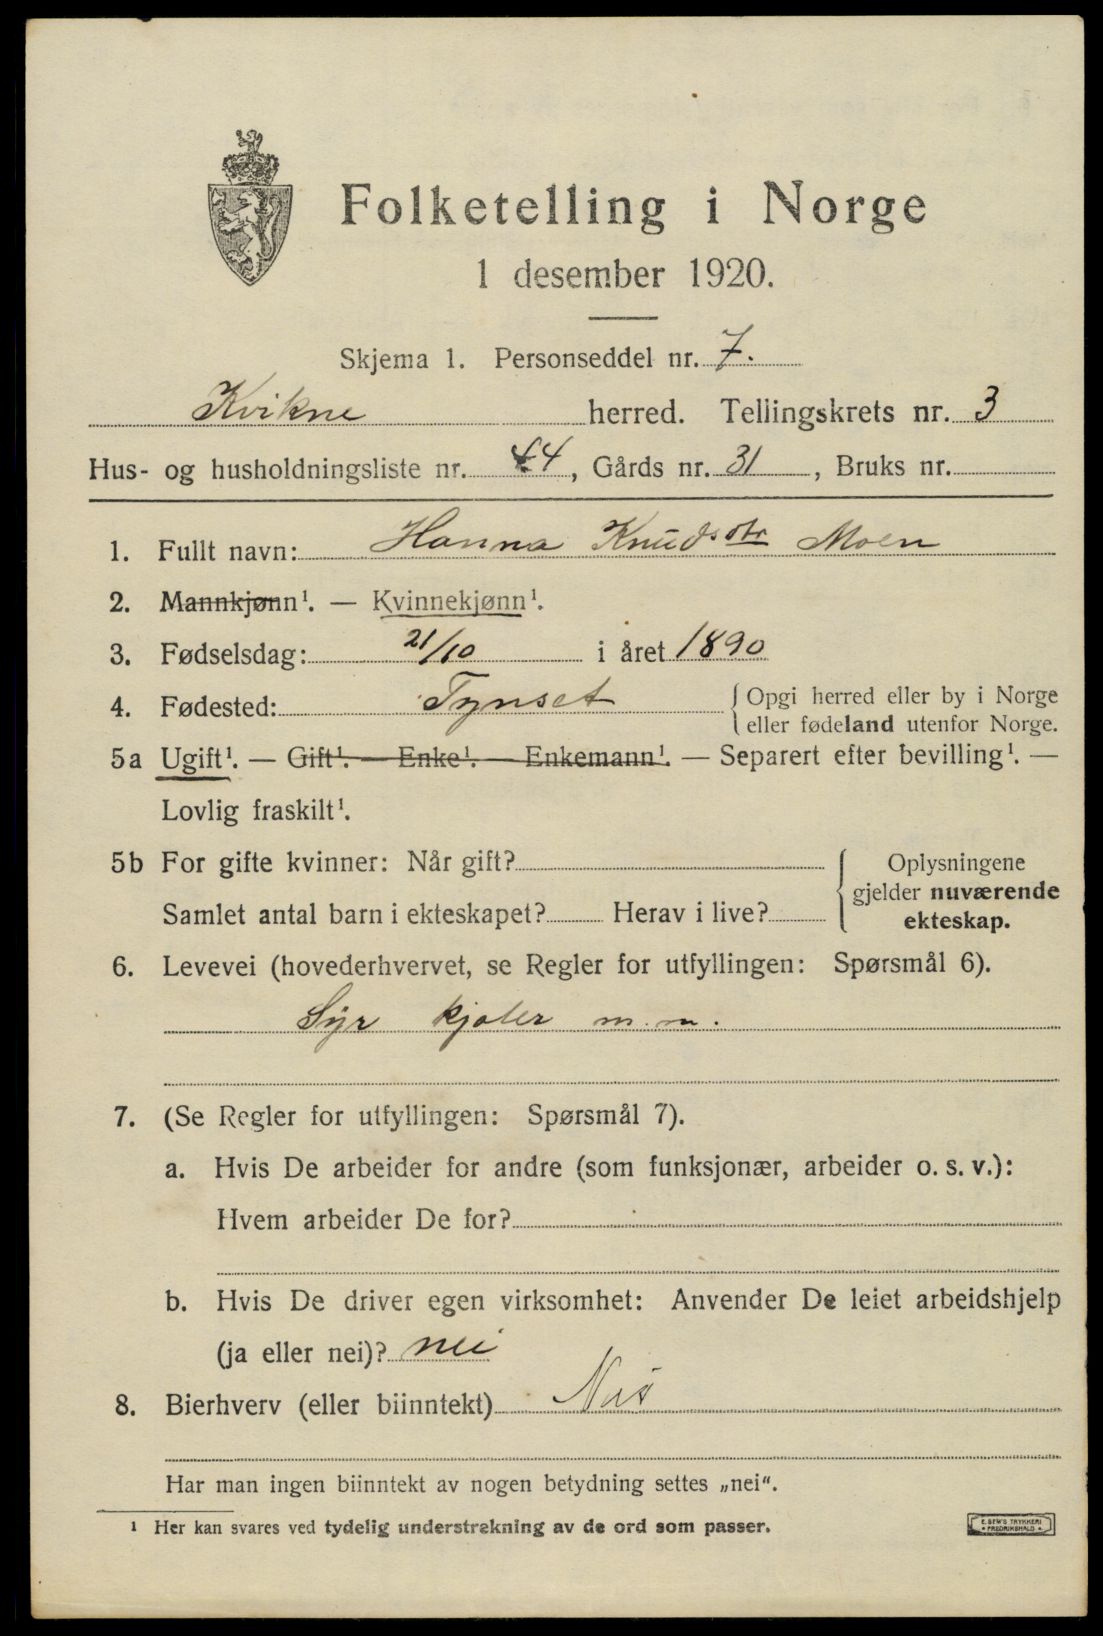 Folketelling i Norge
1 desember 1920.
Skjema 1. Personseddel nr. 7.
Kvikne herred. Tellingskrets nr. 3
Hus- og husholdningsliste nr. 44, Gårds nr. 31, Bruks nr.
1. Fullt navn: Hanna Knudsdtr Moen
2. Mannkjønn¹. — Kvinnekjønn¹.
3. Fødselsdag: 21/10 i året 1890
4. Fødested: Tynset { Opgi herred eller by i Norge
eller fødeland utenfor Norge.
5a Ugift¹. — Gift¹. — Enke¹. — Enkemann¹. — Separert efter bevilling¹. —
Lovlig fraskilt¹.
5b For gifte kvinner: Når gift? { Oplysningene
gjelder nuværende
Samlet antal barn i ekteskapet? Herav i live? ekteskap.
6. Levevei (hovederhvervet, se Regler for utfyllingen: Spørsmål 6).
Syr kjoler m.m.
7. (Se Regler for utfyllingen: Spørsmål 7).
a. Hvis De arbeider for andre (som funksjonær, arbeider o. s. v.):
Hvem arbeider De for?
b. Hvis De driver egen virksomhet: Anvender De leiet arbeidshjelp
(ja eller nei)? nei
8. Bierhverv (eller biinntekt) Nei
Har man ingen biinntekt av nogen betydning settes „nei".
¹ Her kan svares ved tydelig understrekning av de ord som passer.
E. SEM'S TRYKKERI
• FREDRIKSHALD •